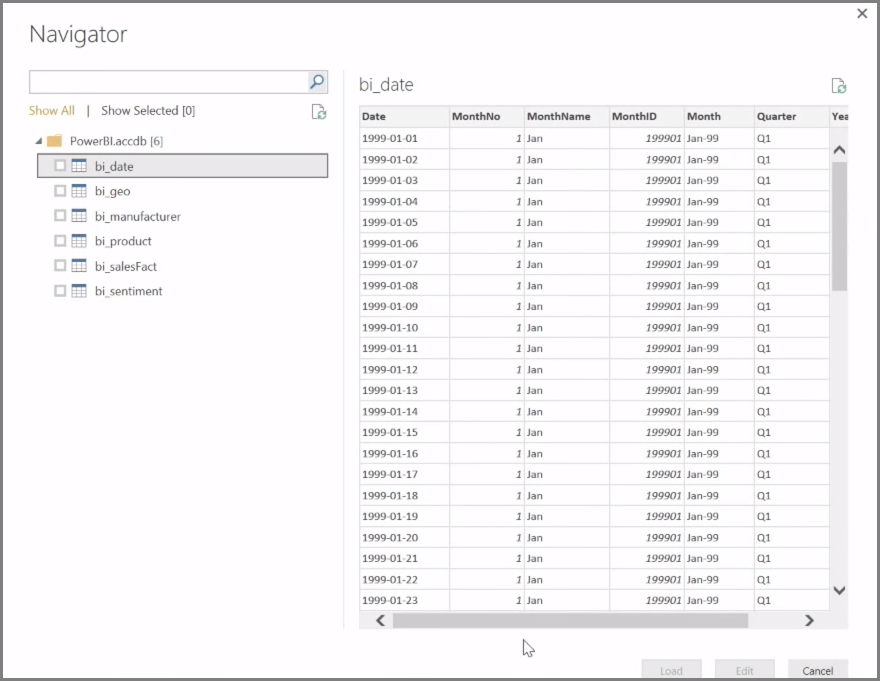 Navigator
Show All | Show Selected [0]
PowerBI.accdb [6]
bi_date
bi_geo
bi_manufacturer
bi_product
bi_salesFact
bi_sentiment
bi_date
Date MonthNo MonthName MonthID Month Quarter Yea
1999-01-01 1 Jan 199901 Jan-99 Q1
1999-01-02 1 Jan 199901 Jan-99 Q1
1999-01-03 1 Jan 199901 Jan-99 Q1
1999-01-04 1 Jan 199901 Jan-99 Q1
1999-01-05 1 Jan 199901 Jan-99 Q1
1999-01-06 1 Jan 199901 Jan-99 Q1
1999-01-07 1 Jan 199901 Jan-99 Q1
1999-01-08 1 Jan 199901 Jan-99 Q1
1999-01-09 1 Jan 199901 Jan-99 Q1
1999-01-10 1 Jan 199901 Jan-99 Q1
1999-01-11 1 Jan 199901 Jan-99 Q1
1999-01-12 1 Jan 199901 Jan-99 Q1
1999-01-13 1 Jan 199901 Jan-99 Q1
1999-01-14 1 Jan 199901 Jan-99 Q1
1999-01-15 1 Jan 199901 Jan-99 Q1
1999-01-16 1 Jan 199901 Jan-99 Q1
1999-01-17 1 Jan 199901 Jan-99 Q1
1999-01-18 1 Jan 199901 Jan-99 Q1
1999-01-19 1 Jan 199901 Jan-99 Q1
1999-01-20 1 Jan 199901 Jan-99 Q1
1999-01-21 1 Jan 199901 Jan-99 Q1
1999-01-22 1 Jan 199901 Jan-99 Q1
1999-01-23 1 Jan 199901 Jan-99 Q1
Load Edit Cancel